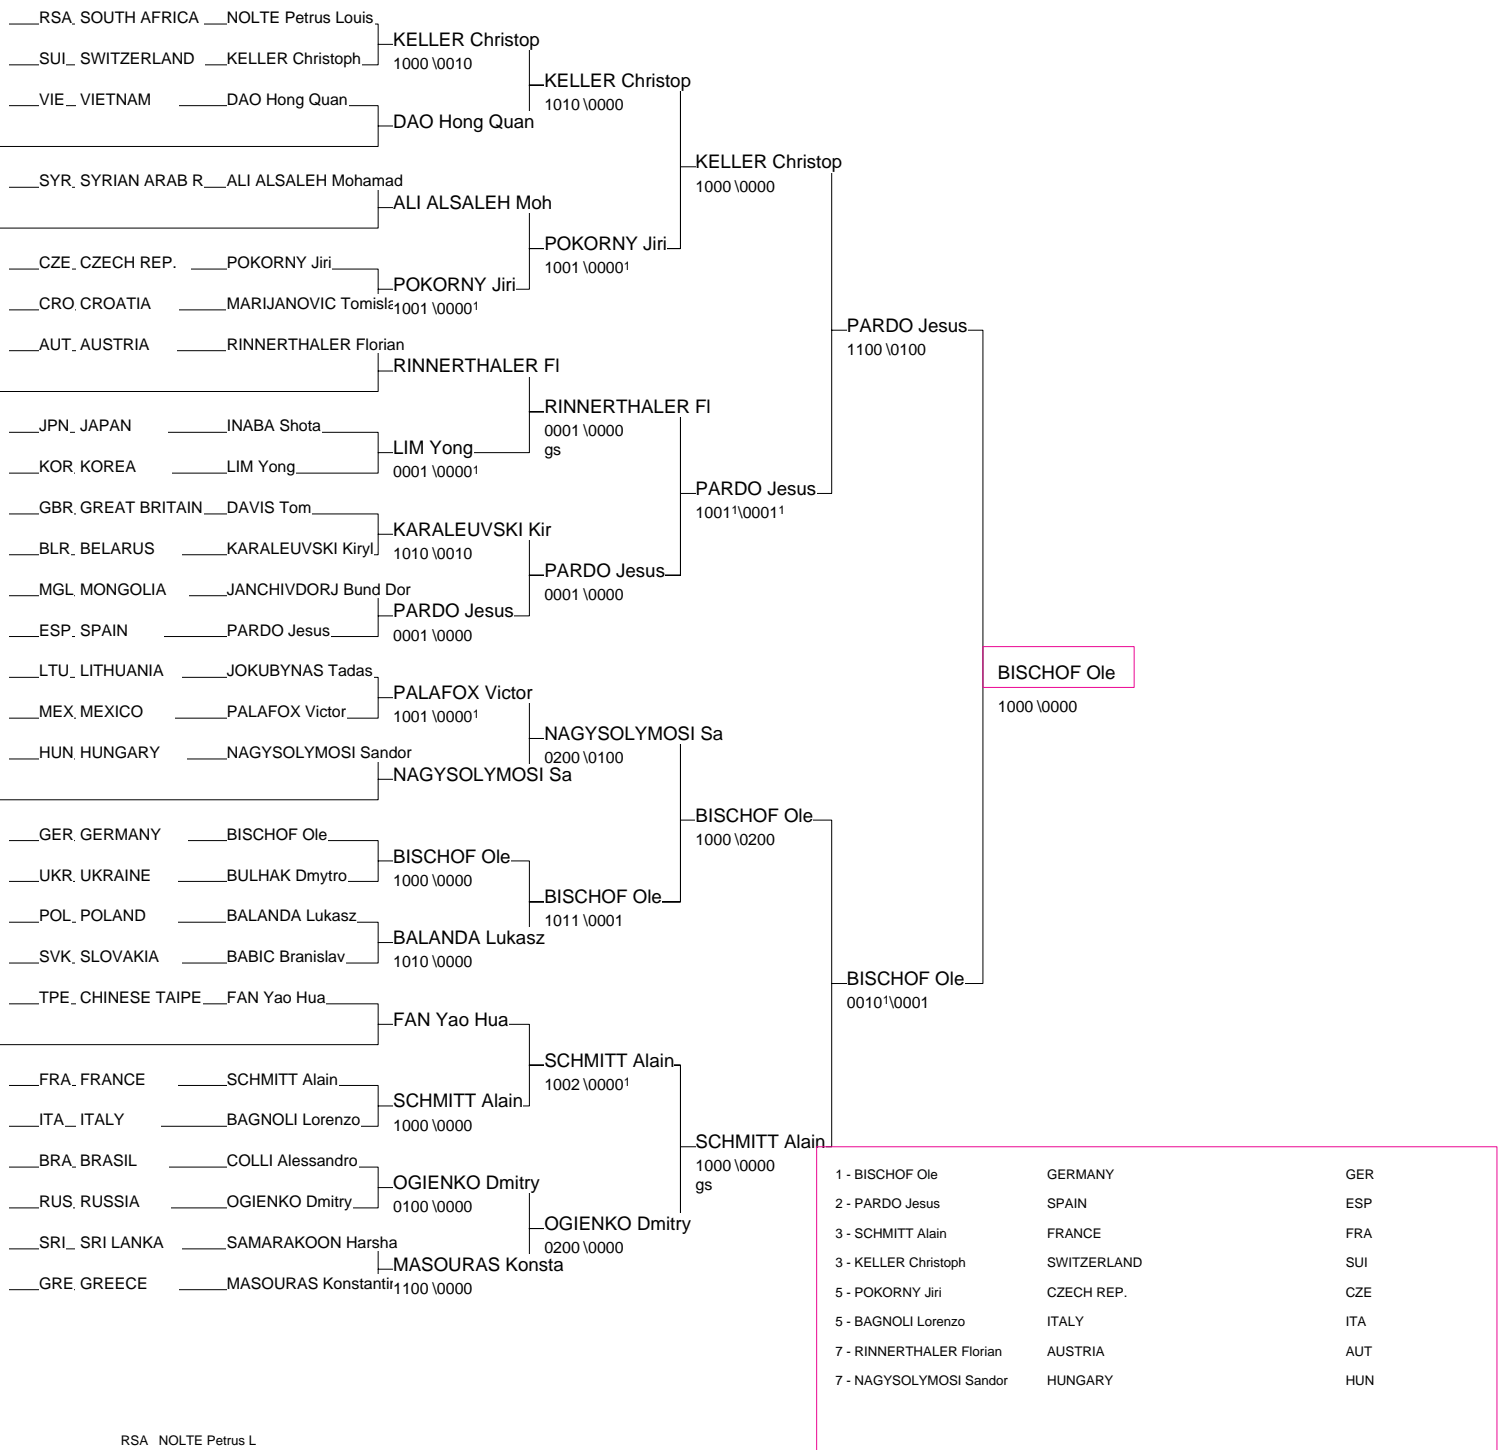 RSA SOUTH AFRICA NOLTE Petrus Louis
KELLER Christop
SUI SWITZERLAND KELLER Christoph
1000 \0010
KELLER Christop
VIE VIETNAM DAO Hong Quan
1010 \0000
DAO Hong Quan
KELLER Christop
SYR SYRIAN ARAB R ALI ALSALEH Mohamad
1000 \0000
ALI ALSALEH Moh
POKORNY Jiri
CZE CZECH REP. POKORNY Jiri
1001 \0000¹
POKORNY Jiri
CRO CROATIA MARIJANOVIC Tomisla
1001 \0000¹
PARDO Jesus
AUT AUSTRIA RINNERTHALER Florian
1100 \0100
RINNERTHALER Fl
RINNERTHALER Fl
JPN JAPAN INABA Shota
0001 \0000
gs
LIM Yong
KOR KOREA LIM Yong
0001 \0000¹
PARDO Jesus
1001¹\0001¹
GBR GREAT BRITAIN DAVIS Tom
KARALEUVSKI Kir
BLR BELARUS KARALEUVSKI Kiryl
1010 \0010
PARDO Jesus
MGL MONGOLIA JANCHIVDORJ Bund Dor
0001 \0000
PARDO Jesus
ESP SPAIN PARDO Jesus
0001 \0000
LTU LITHUANIA JOKUBYNAS Tadas
BISCHOF Ole
PALAFOX Victor
1000 \0000
MEX MEXICO PALAFOX Victor
1001 \0000¹
NAGYSOLYMOSI Sa
HUN HUNGARY NAGYSOLYMOSI Sandor
0200 \0100
NAGYSOLYMOSI Sa
BISCHOF Ole
GER GERMANY BISCHOF Ole
1000 \0200
BISCHOF Ole
UKR UKRAINE BULHAK Dmytro
1000 \0000
BISCHOF Ole
POL POLAND BALANDA Lukasz
1011 \0001
BALANDA Lukasz
SVK SLOVAKIA BABIC Branislav
1010 \0000
BISCHOF Ole
TPE CHINESE TAIPE FAN Yao Hua
0010¹\0001
FAN Yao Hua
SCHMITT Alain
FRA FRANCE SCHMITT Alain
1002 \0000¹
SCHMITT Alain
ITA ITALY BAGNOLI Lorenzo
1000 \0000
SCHMITT Alain
BRA BRASIL COLLI Alessandro
1000 \0000
gs
OGIENKO Dmitry
RUS RUSSIA OGIENKO Dmitry
0100 \0000
OGIENKO Dmitry
SRI SRI LANKA SAMARAKOON Harsha
0200 \0000
MASOURAS Konsta
GRE GREECE MASOURAS Konstantir
1100 \0000
1 - BISCHOF Ole GERMANY GER
2 - PARDO Jesus SPAIN ESP
3 - SCHMITT Alain FRANCE FRA
3 - KELLER Christoph SWITZERLAND SUI
5 - POKORNY Jiri CZECH REP. CZE
5 - BAGNOLI Lorenzo ITALY ITA
7 - RINNERTHALER Florian AUSTRIA AUT
7 - NAGYSOLYMOSI Sandor HUNGARY HUN
RSA NOLTE Petrus L